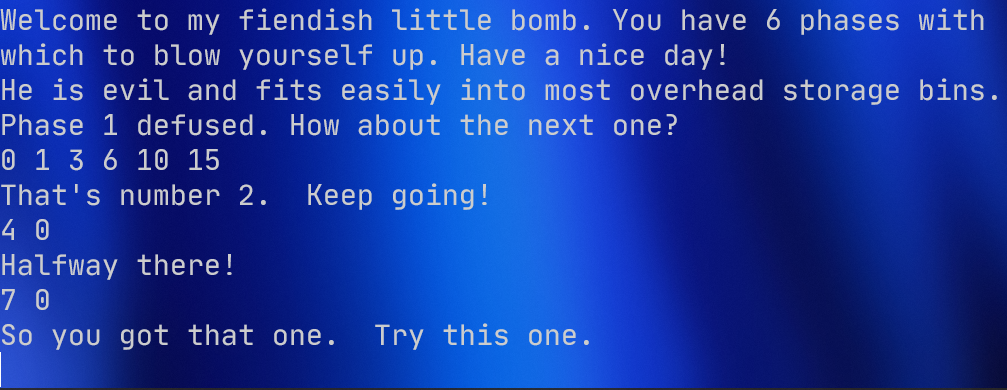 Welcome to my fiendish little bomb. You have 6 phases with
which to blow yourself up. Have a nice day!
He is evil and fits easily into most overhead storage bins.
Phase 1 defused. How about the next one?
0 1 3 6 10 15
That's number 2.  Keep going!
4 0
Halfway there!
7 0
So you got that one.  Try this one.